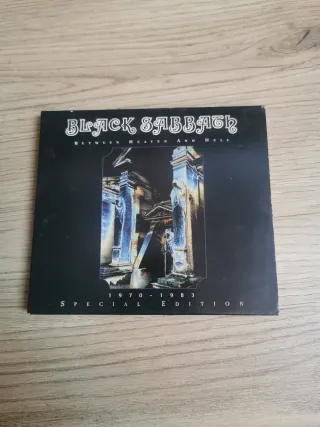 BLACK SABBATH
BETWEEN HEAVEN AND HELL
1970-1983
SPECIAL EDITION